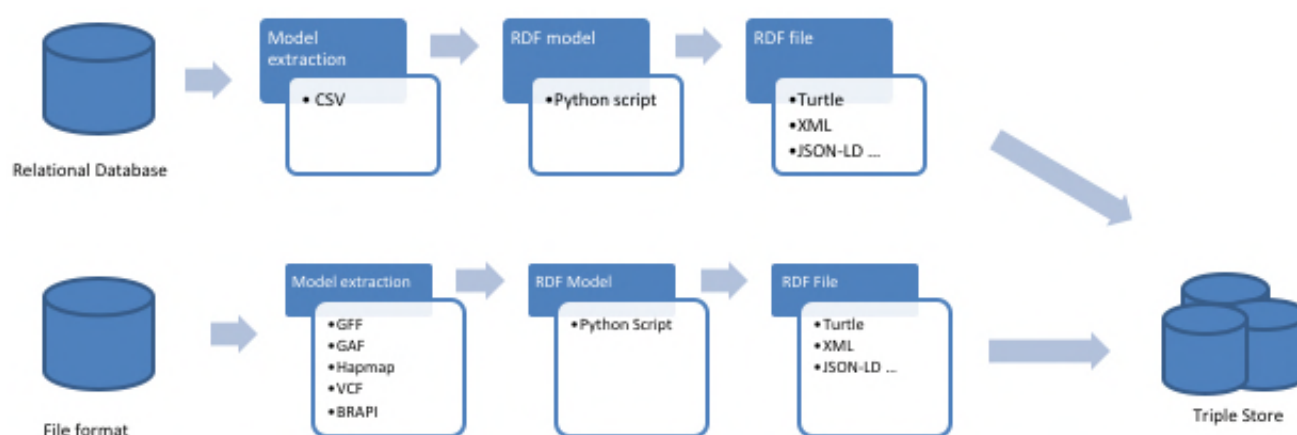 Model
extraction
• CSV
RDF model
•Python script
RDF file
•Turtle
•XML
•JSON-LD ...
Relational Database
Model extraction
•GFF
•GAF
•Hapmap
•VCF
•BRAPI
RDF Model
•Python Script
RDF File
•Turtle
•XML
•JSON-LD ...
File format
Triple Store